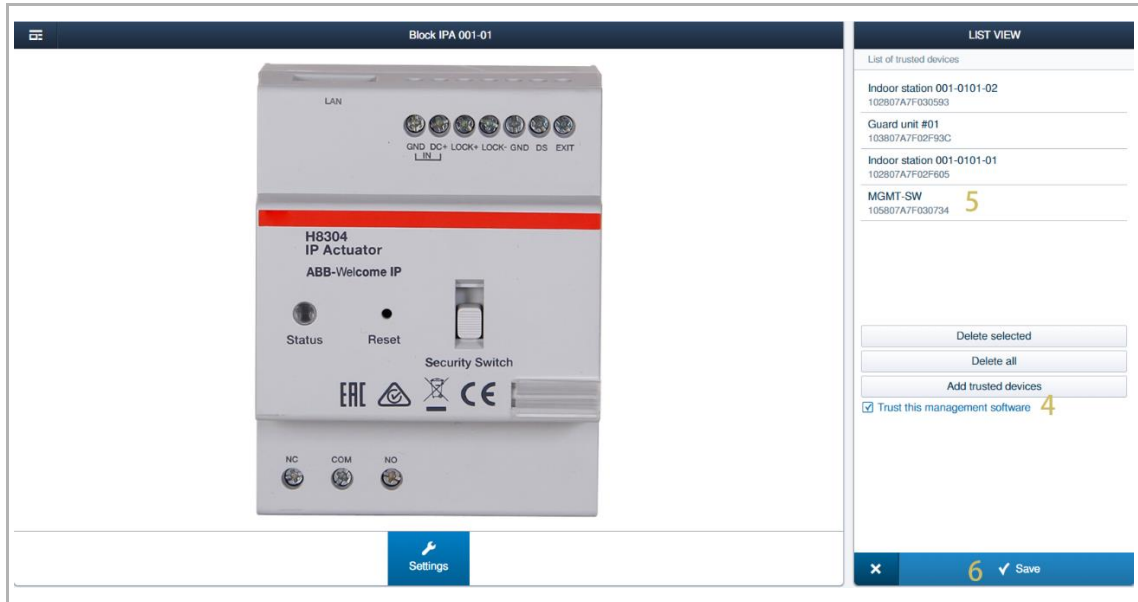 Block IPA 001-01
LAN
GND DC+ LOCK+ LOCK- GND DS EXIT
IN
H8304
IP Actuator
ABB-Welcome IP
Status Reset
Security Switch
EAC CE
NC COM NO
Settings
LIST VIEW
List of trusted devices
Indoor station 001-0101-02
102807A7F030593
Guard unit #01
103807A7F02F93C
Indoor station 001-0101-01
102807A7F02F605
MGMT-SW
105807A7F030734 5
Delete selected
Delete all
Add trusted devices
Trust this management software 4
6 Save